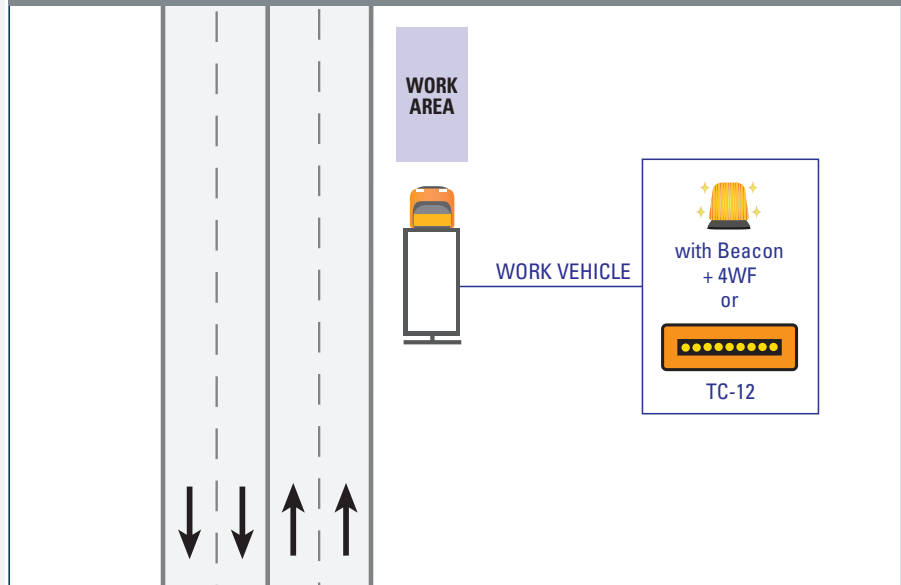 WORK
AREA
WORK VEHICLE
with Beacon
+ 4WF
or
TC-12